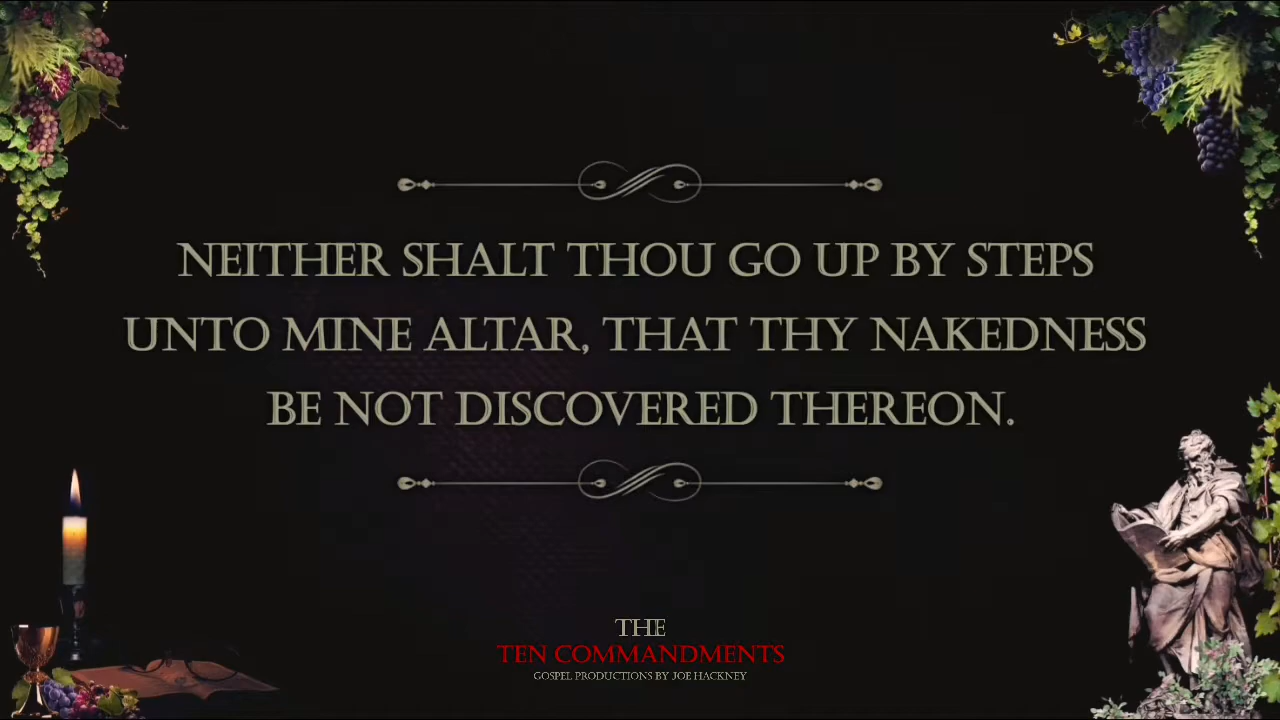 NEITHER SHALT THOU GO UP BY STEPS
UNTO MINE ALTAR, THAT THY NAKEDNESS
BE NOT DISCOVERED THEREON.
THE
TEN COMMANDMENTS
GOSPEL PRODUCTIONS BY JOE HACKNEY